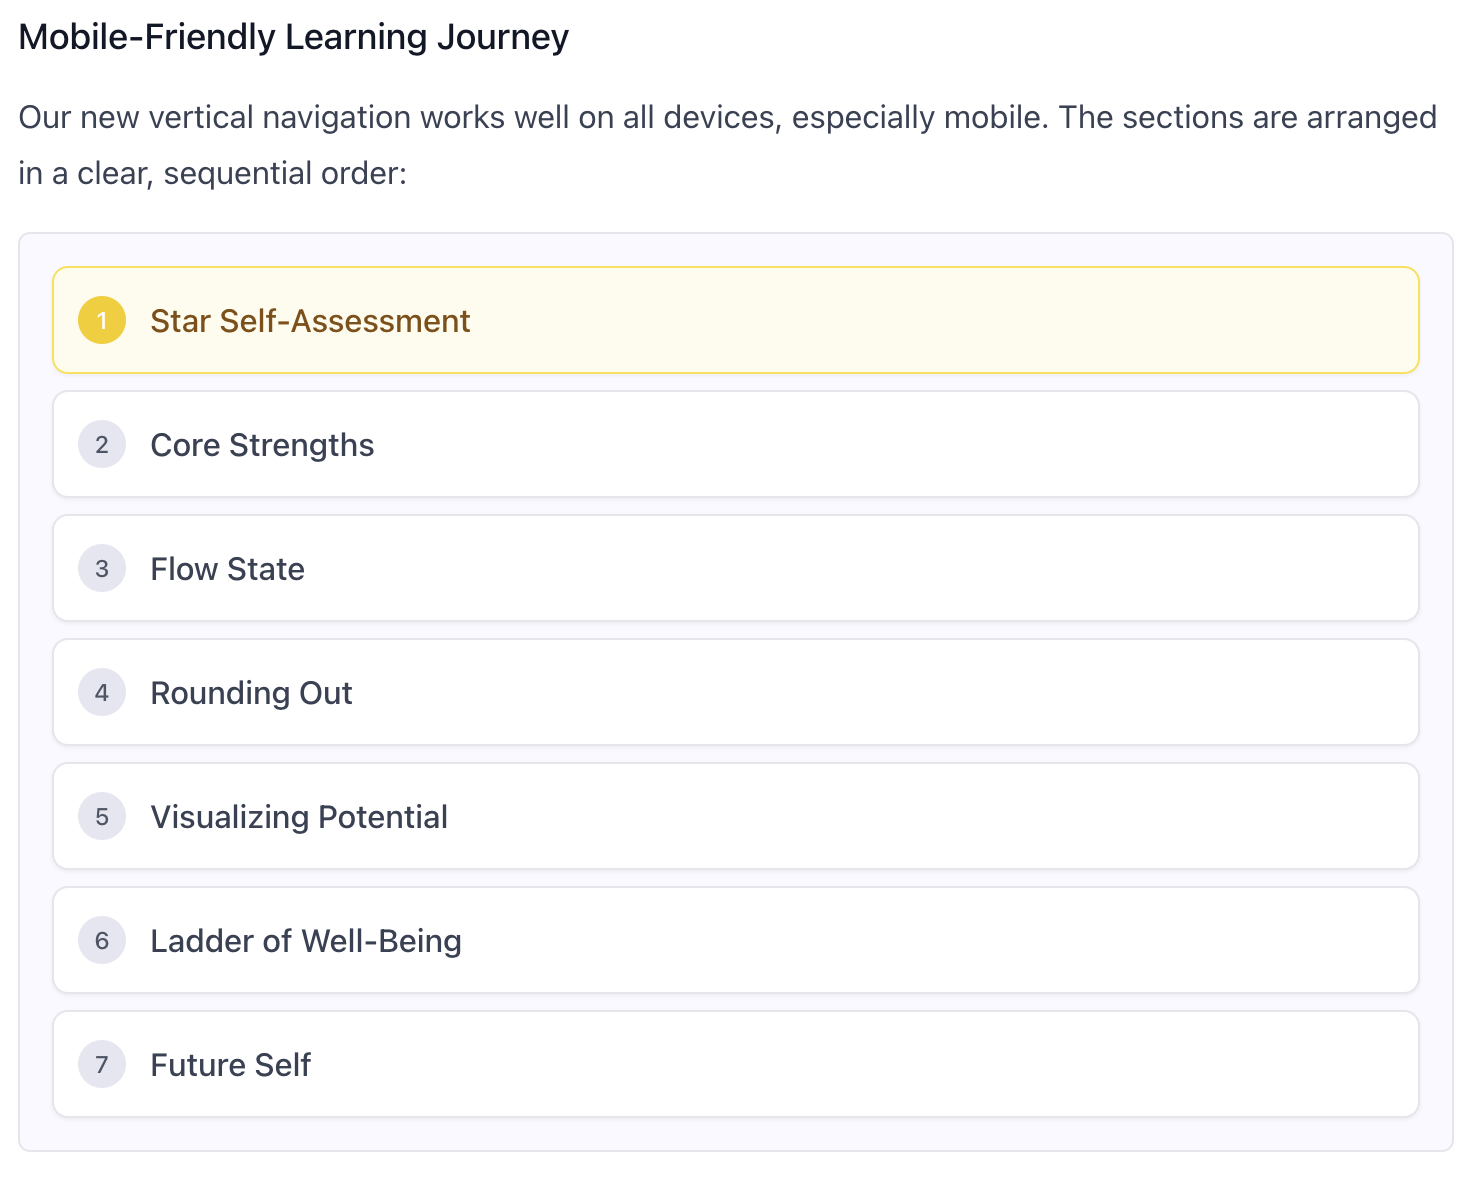 Mobile-Friendly Learning Journey
Our new vertical navigation works well on all devices, especially mobile. The sections are arranged
in a clear, sequential order:
1 Star Self-Assessment
2 Core Strengths
3 Flow State
4 Rounding Out
5 Visualizing Potential
6 Ladder of Well-Being
7 Future Self